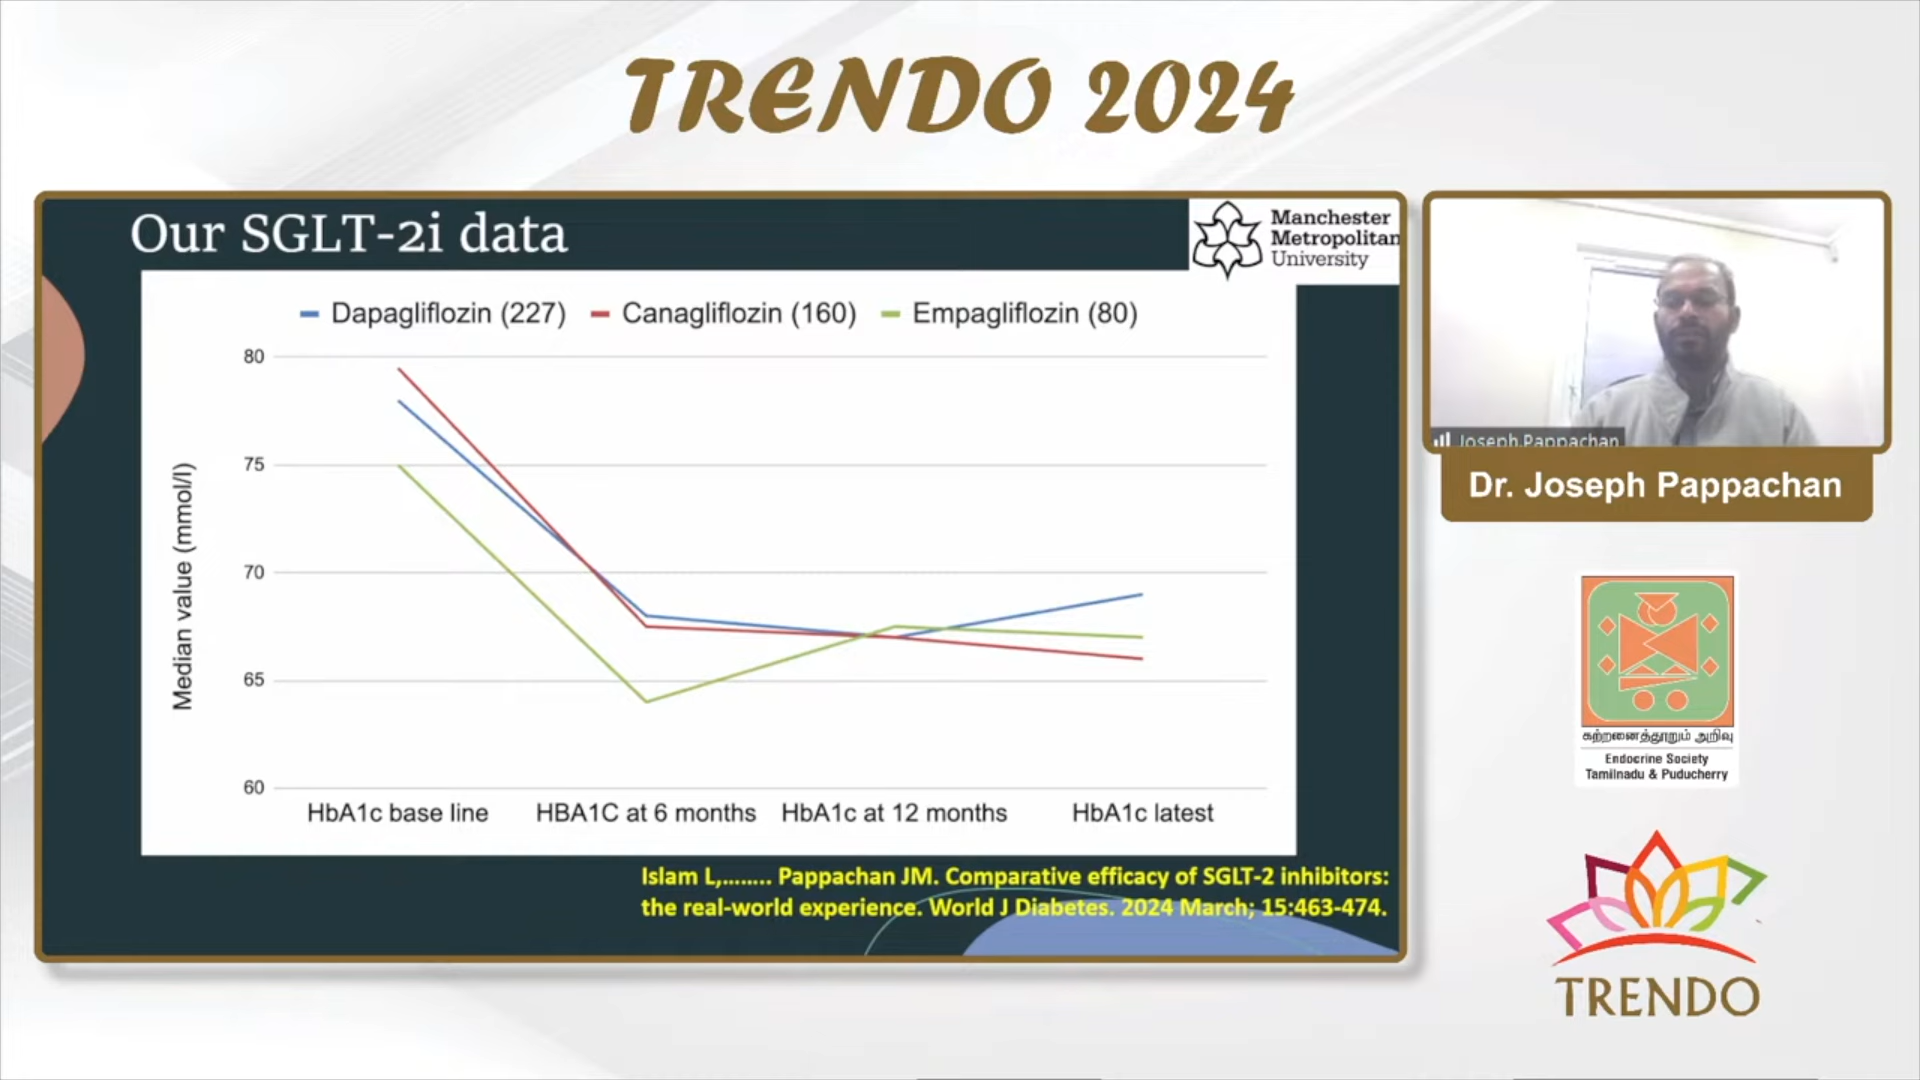 TRENDO 2024
Our SGLT-2i data
Manchester
Metropolitan
University
Dapagliflozin (227)
Canagliflozin (160)
Empagliflozin (80)
Median value (mmol/l)
80
75
70
65
60
HbA1c base line
HBA1C at 6 months
HbA1c at 12 months
HbA1c latest
Islam L,........ Pappachan JM. Comparative efficacy of SGLT-2 inhibitors:
the real-world experience. World J Diabetes. 2024 March; 15:463-474.
Joseph Pappachan
Dr. Joseph Pappachan
கற்றனைத்தூறும் அறிவு
Endocrine Society
Tamilnadu & Puducherry
TRENDO